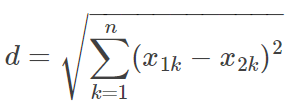 d = \sqrt{\sum_{k=1}^{n} (x_{1k} - x_{2k})^2}